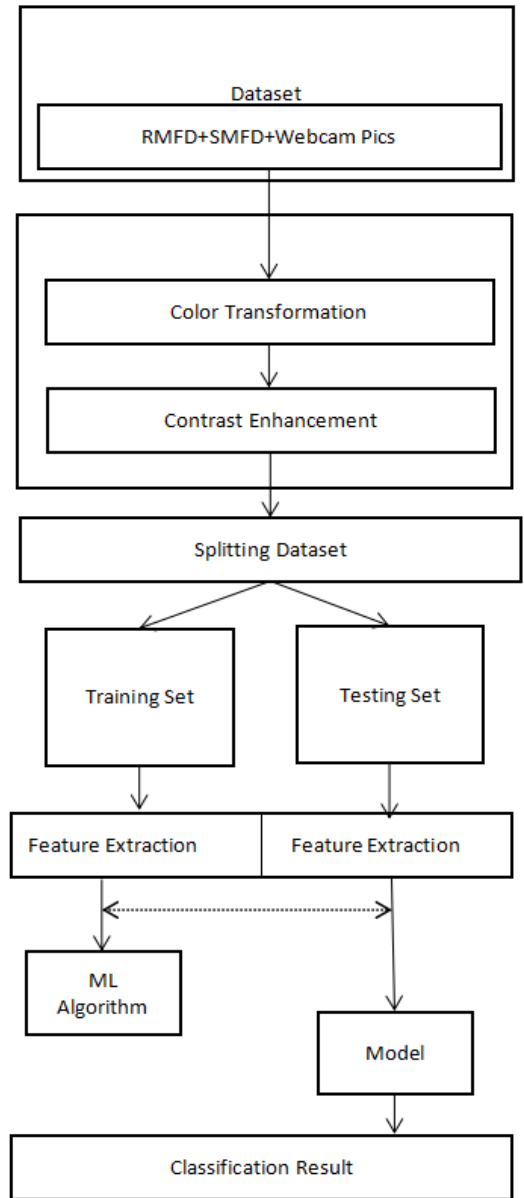 Dataset
RMFD+SMFD+Webcam Pics
Color Transformation
Contrast Enhancement
Splitting Dataset
Training Set
Testing Set
Feature Extraction
Feature Extraction
ML
Algorithm
Model
Classification Result